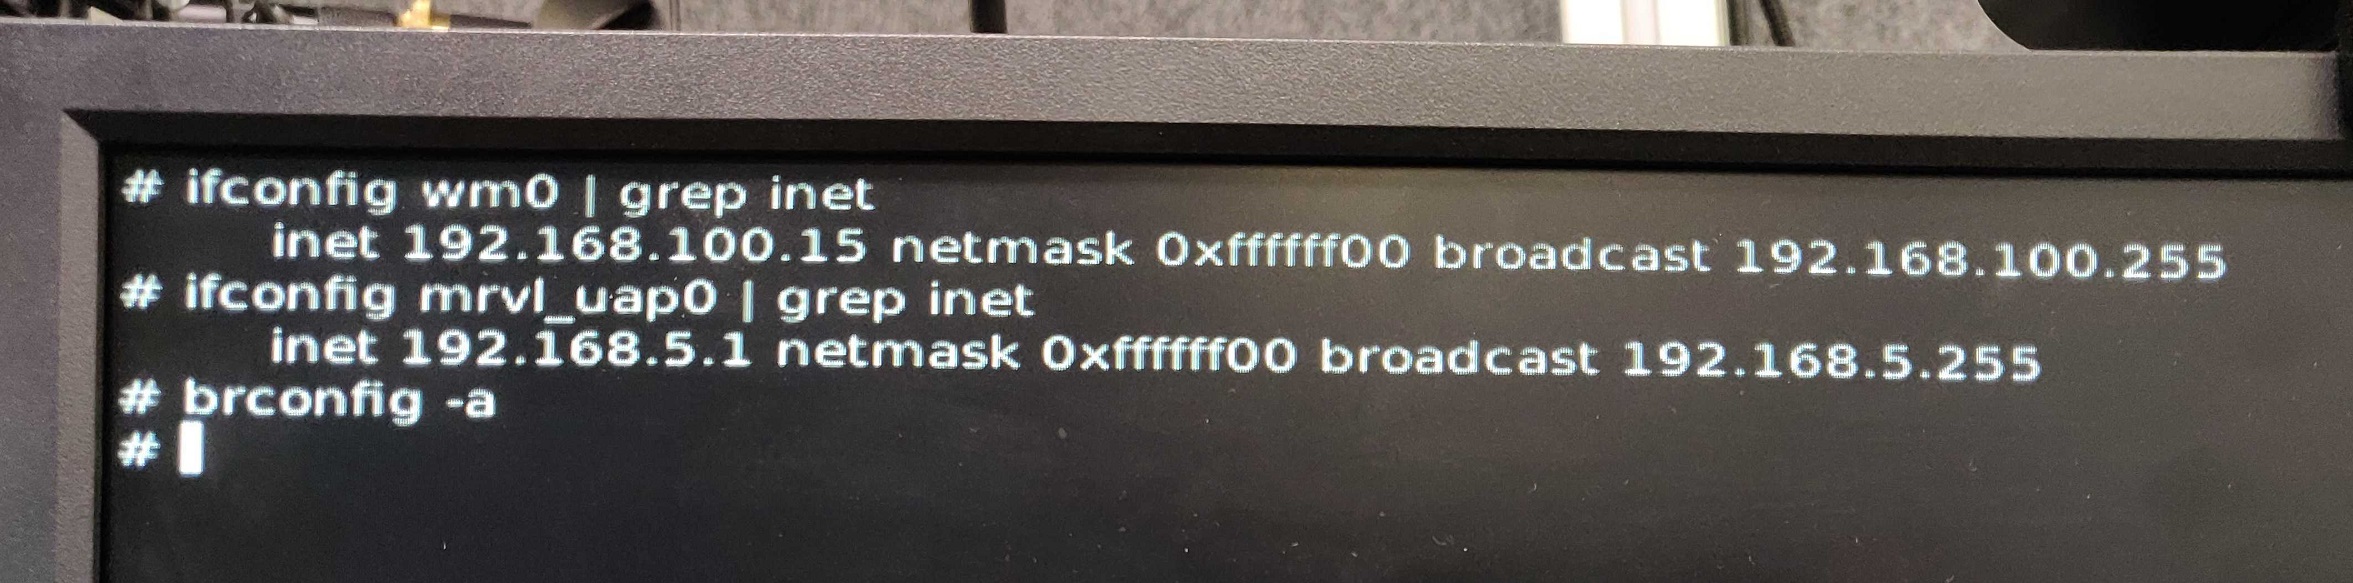 # ifconfig wm0 | grep inet
inet 192.168.100.15 netmask 0xffffff00 broadcast 192.168.100.255
# ifconfig mrvl_uap0 | grep inet
inet 192.168.5.1 netmask 0xffffff00 broadcast 192.168.5.255
# brconfig -a
#